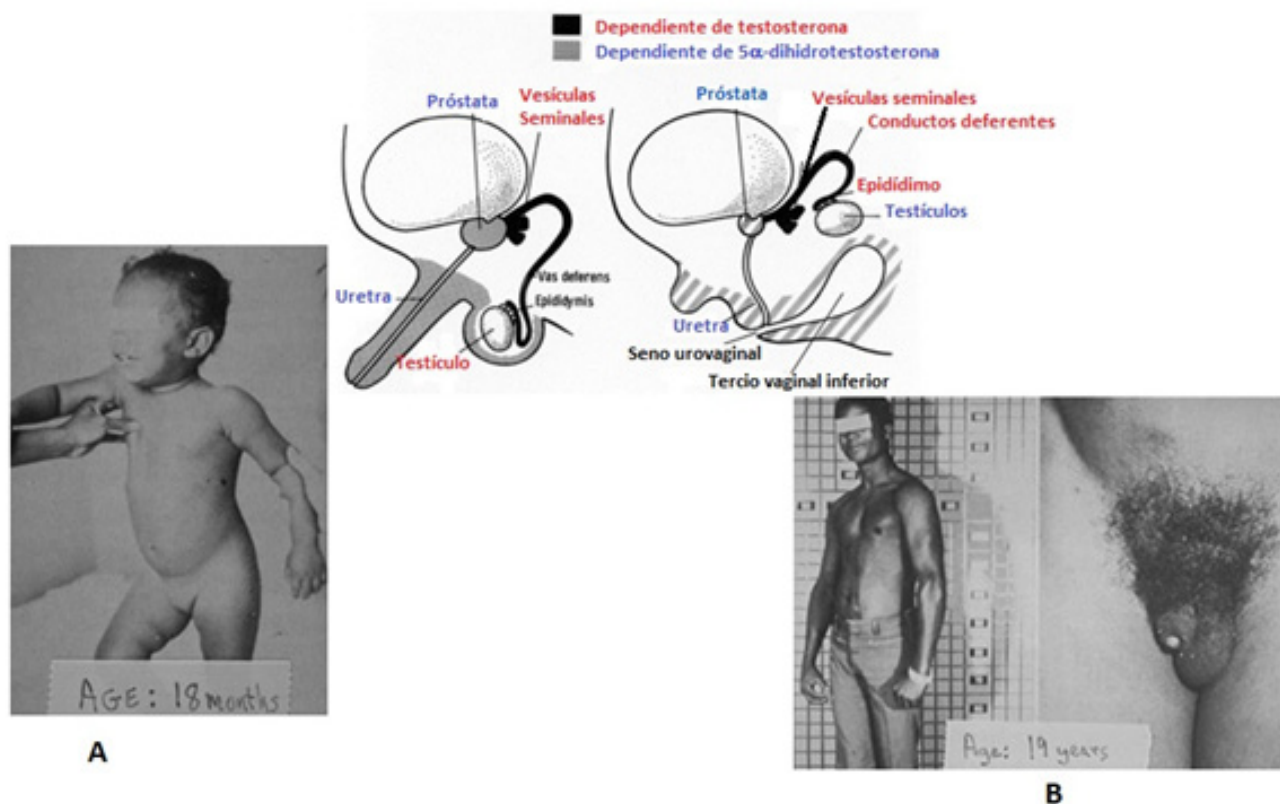 Dependiente de testosterona
Dependiente de 5α-dihidrotestosterona
Próstata
Vesículas
Seminales
Uretra
Vas deferens
Epididymis
Testículo
Próstata
Vesículas seminales
Conductos deferentes
Epidídimo
Testículos
Uretra
Seno urovaginal
Tercio vaginal inferior
AGE: 18 months
A
Age: 19 years
B